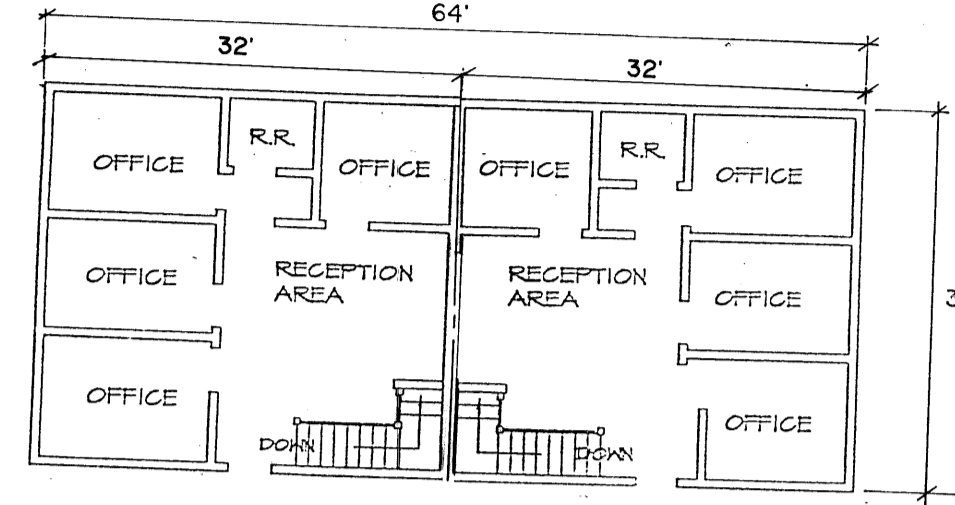 64'
32'
32'
OFFICE
R.R.
OFFICE
OFFICE
R.R.
OFFICE
OFFICE
RECEPTION
AREA
RECEPTION
AREA
OFFICE
OFFICE
DOWN
DOWN
OFFICE